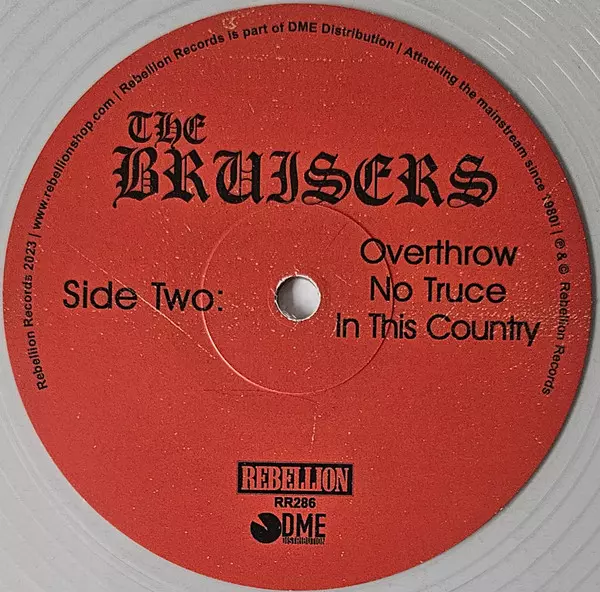 Rebellion Records 2023 | www.rebellionshop.com | Rebellion Records is part of DME Distribution | Attacking the mainstream since 1980! | ℗ & © Rebellion Records
THE
BRUISERS
Side Two:
Overthrow
No Truce
In This Country
REBELLION
RR286
DME
DISTRIBUTION